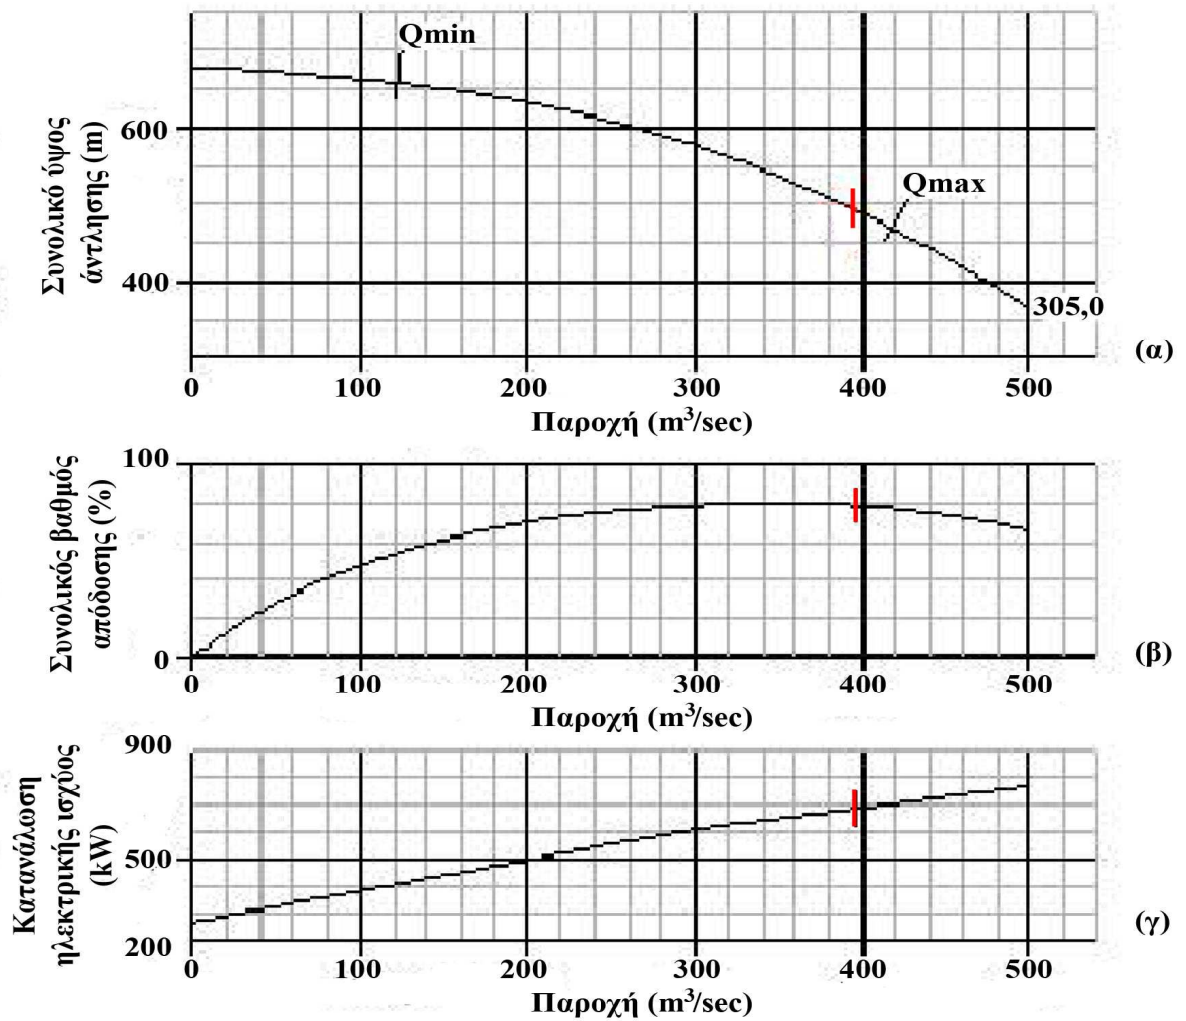 Qmin
Συνολικό ύψος
άντλησης (m)
600
Qmax
400
305,0
(α)
0 100 200 300 400 500
Παροχή (m³/sec)
100
Συνολικός βαθμός
απόδοσης (%)
0
(β)
0 100 200 300 400 500
Παροχή (m³/sec)
900
Κατανάλωση
ηλεκτρικής ισχύος
(kW)
500
(γ)
200
0 100 200 300 400 500
Παροχή (m³/sec)